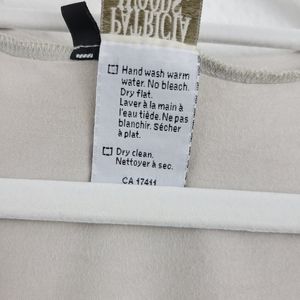 PATRICIA
WOODS
Hand wash warm
water. No bleach.
Dry flat.
Laver à la main à
l'eau tiède. Ne pas
blanchir. Sécher
à plat.
Dry clean.
Nettoyer à sec.
CA 17411